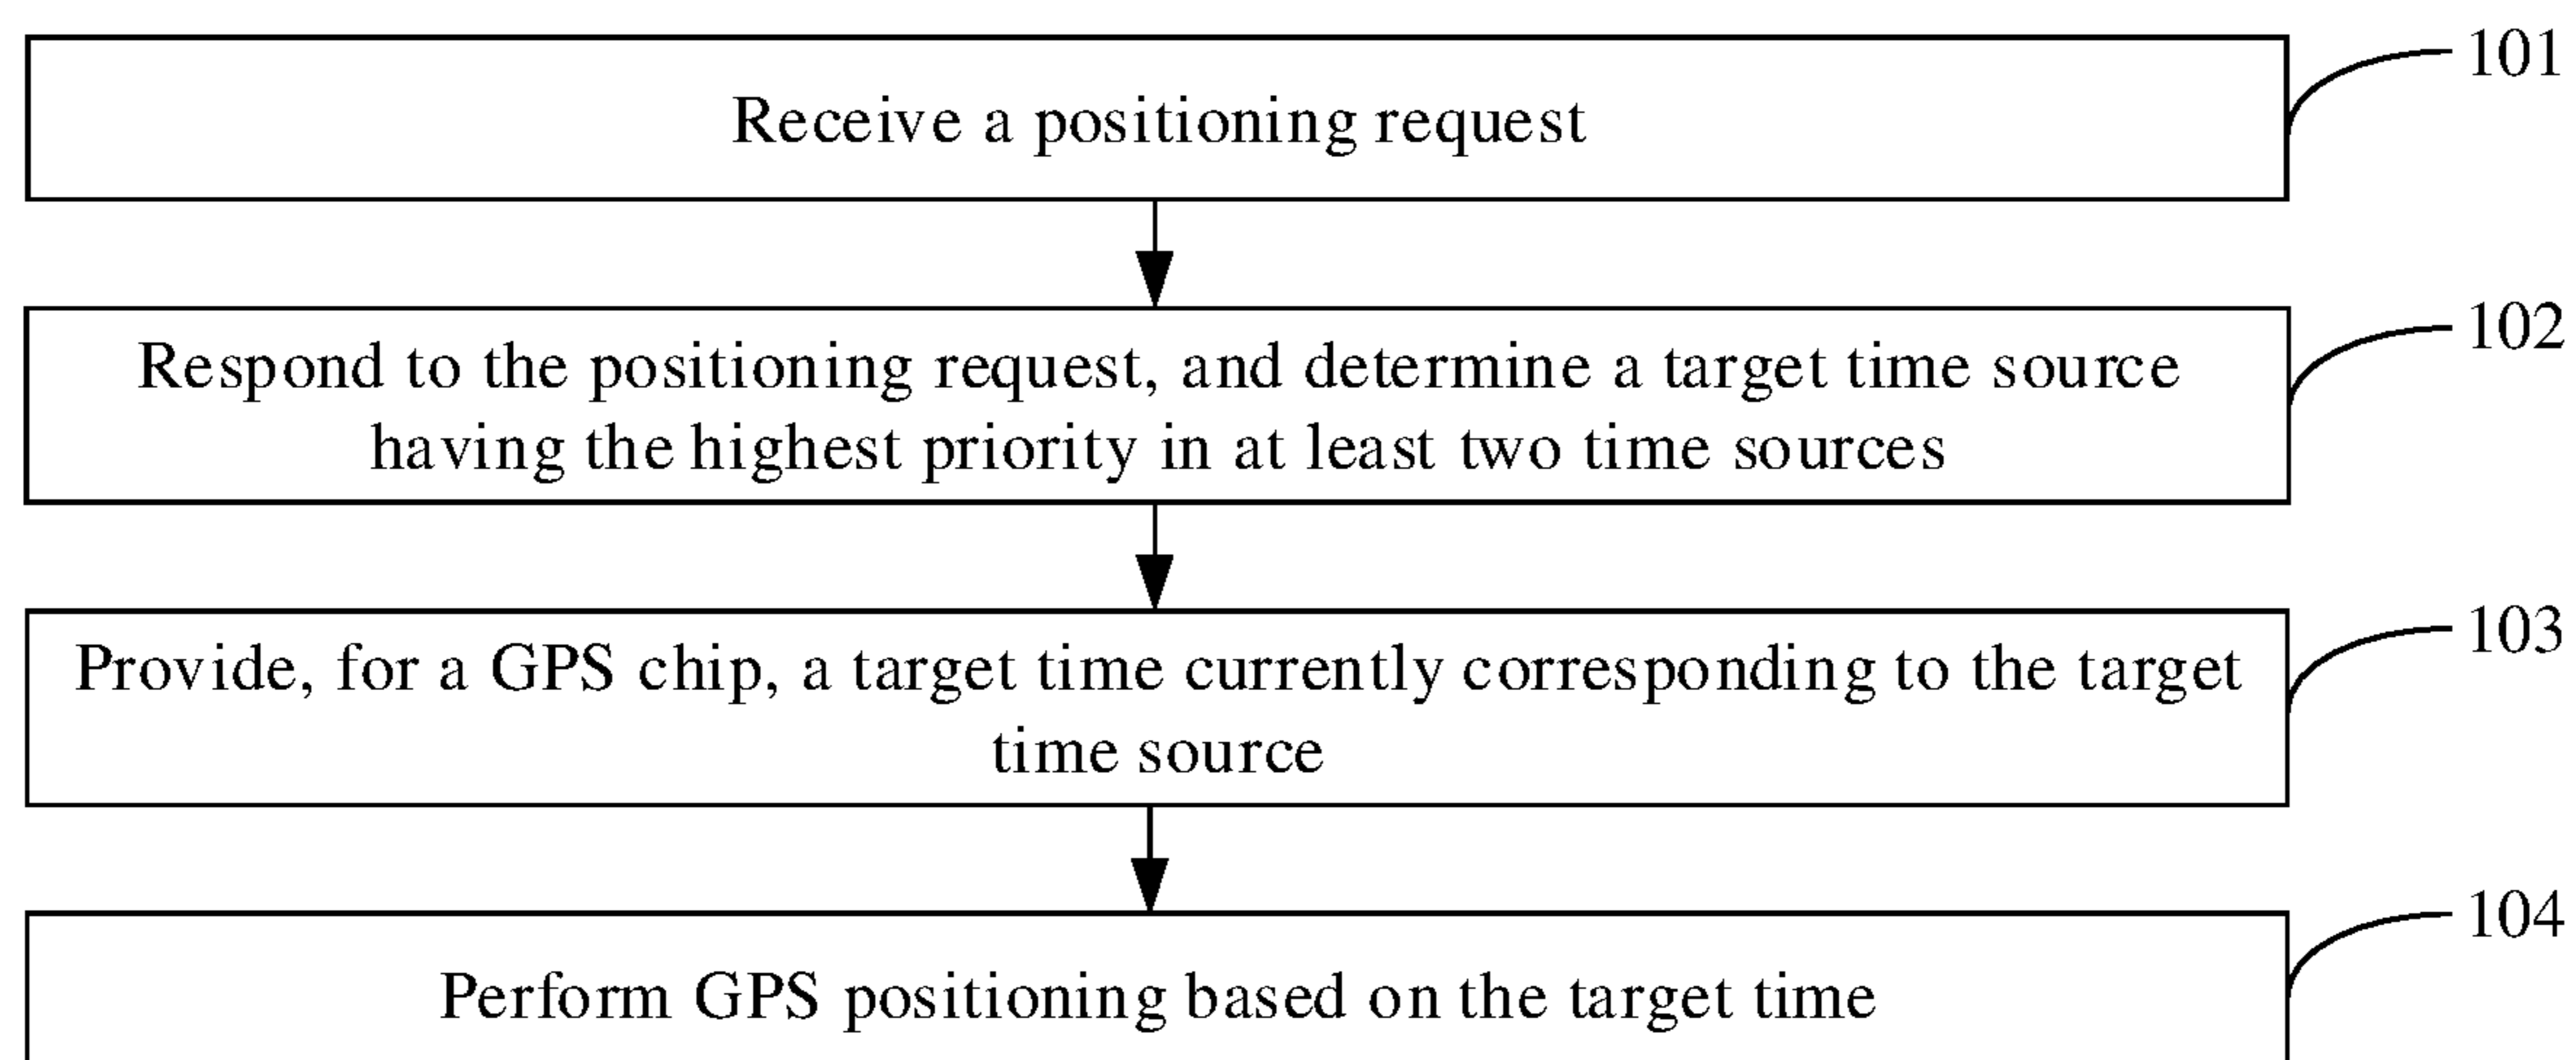 Receive a positioning request
101
Respond to the positioning request, and determine a target time source
having the highest priority in at least two time sources
102
Provide, for a GPS chip, a target time currently corresponding to the target
time source
103
Perform GPS positioning based on the target time
104